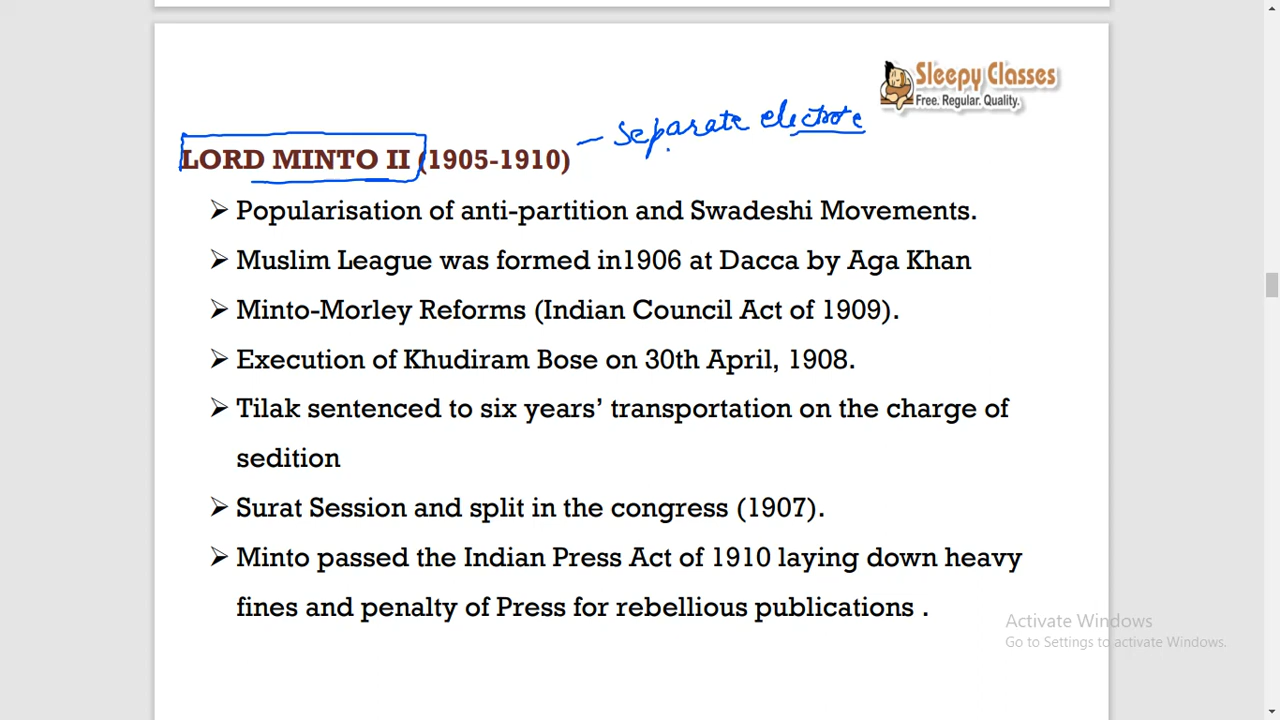 Sleepy Classes
Free. Regular. Quality.
– separate electrote
LORD MINTO II (1905-1910)
➢ Popularisation of anti-partition and Swadeshi Movements.
➢ Muslim League was formed in1906 at Dacca by Aga Khan
➢ Minto-Morley Reforms (Indian Council Act of 1909).
➢ Execution of Khudiram Bose on 30th April, 1908.
➢ Tilak sentenced to six years’ transportation on the charge of
sedition
➢ Surat Session and split in the congress (1907).
➢ Minto passed the Indian Press Act of 1910 laying down heavy
fines and penalty of Press for rebellious publications .
Activate Windows
Go to Settings to activate Windows.